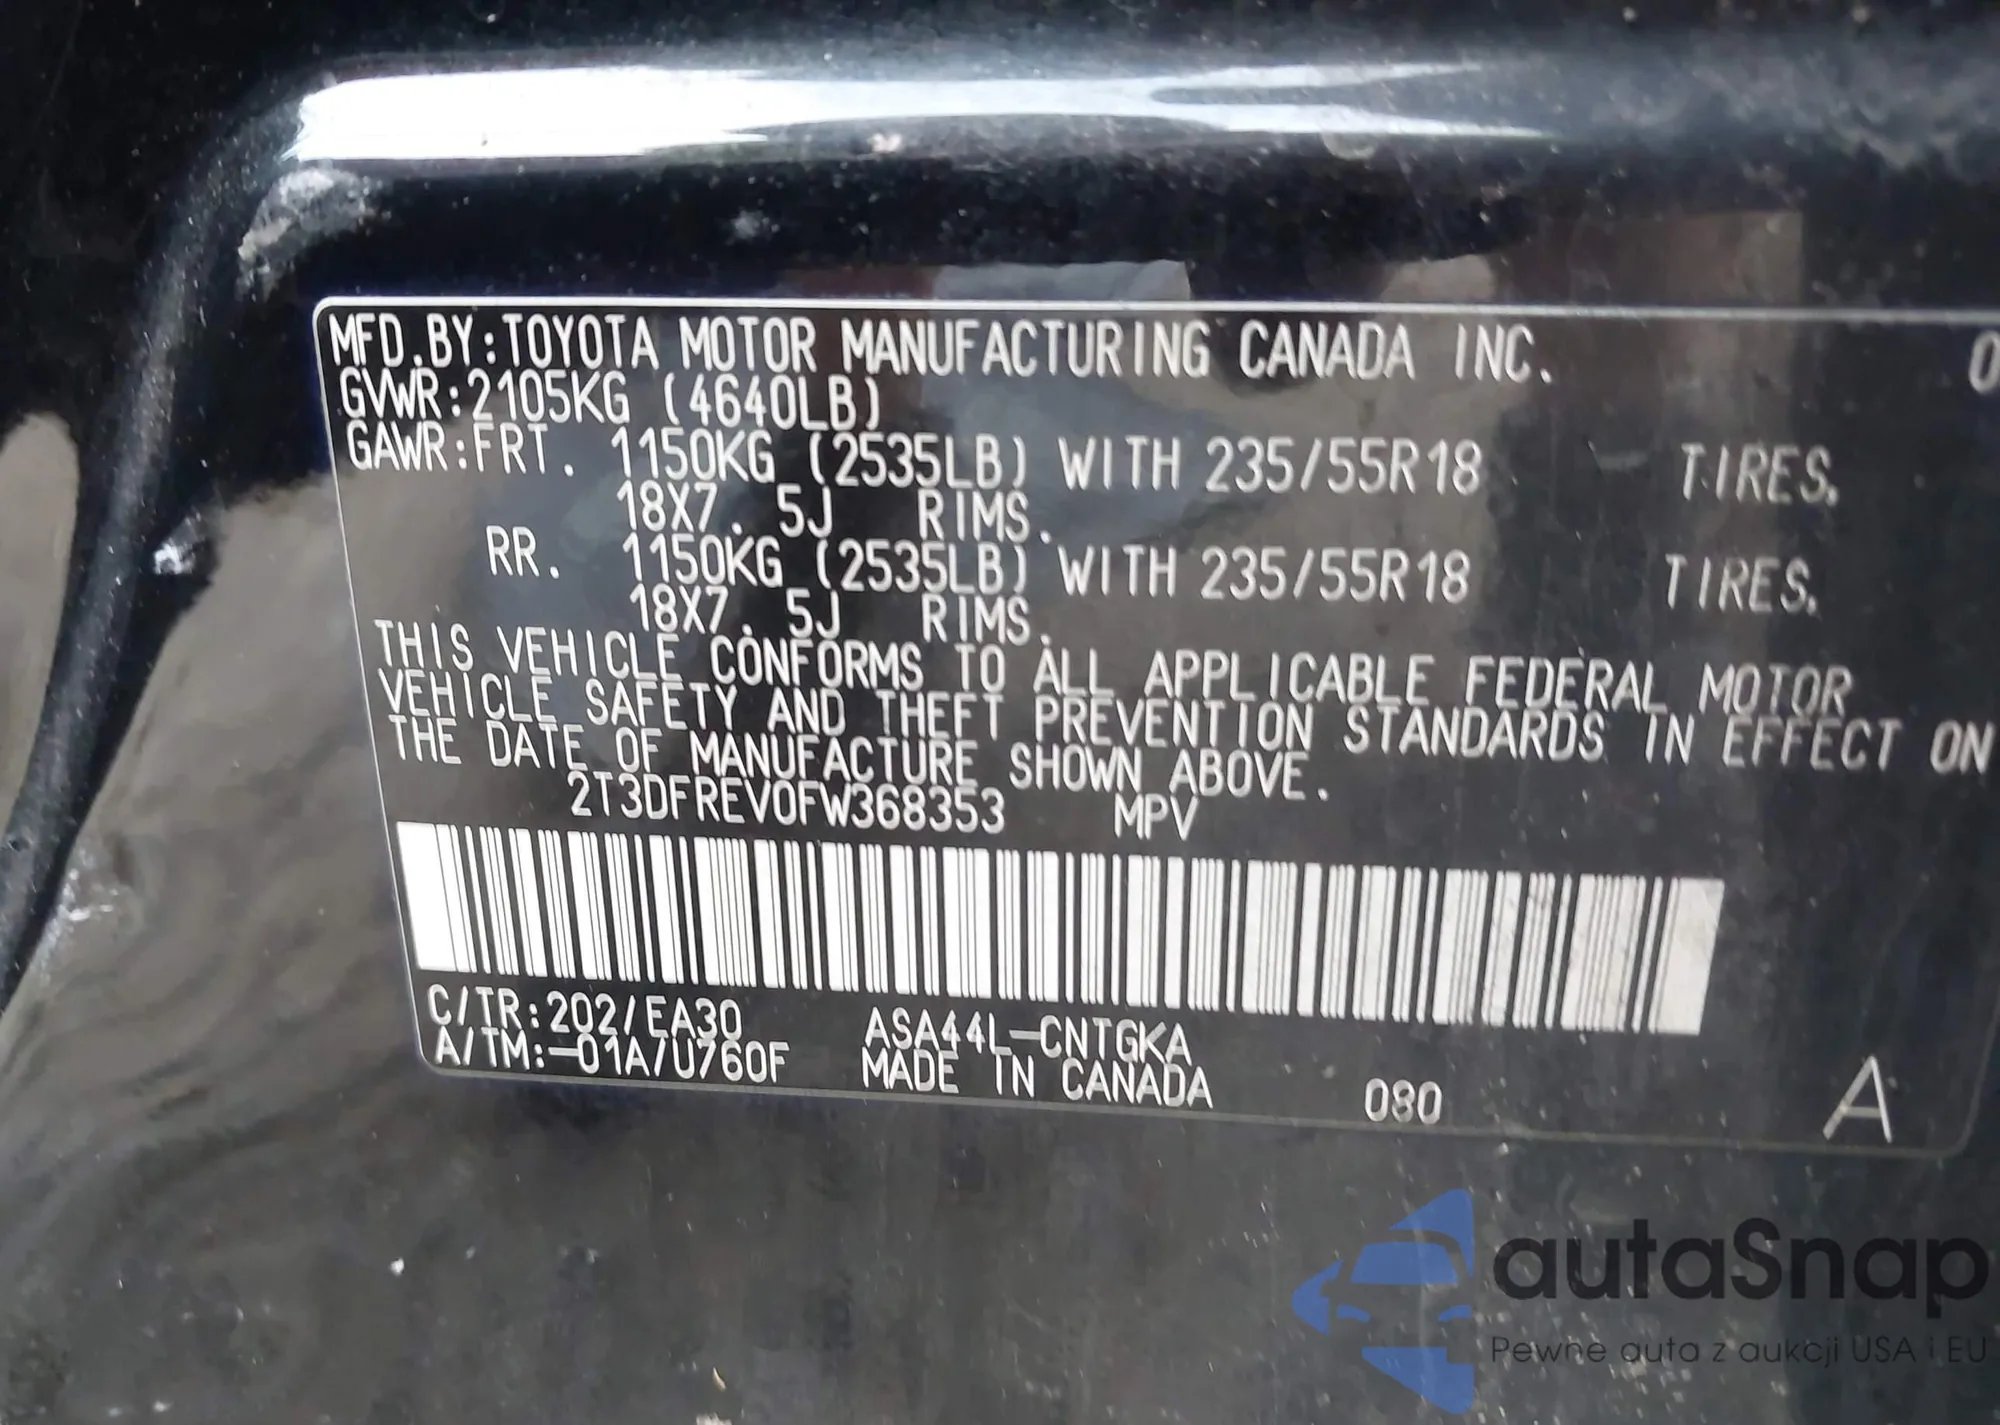 MFD.BY:TOYOTA MOTOR MANUFACTURING CANADA INC. 0
GVWR:2105KG (4640LB)
GAWR:FRT. 1150KG (2535LB) WITH 235/55R18 TIRES,
18X7.5J RIMS.
RR. 1150KG (2535LB) WITH 235/55R18 TIRES,
18X7.5J RIMS.
THIS VEHICLE CONFORMS TO ALL APPLICABLE FEDERAL MOTOR
VEHICLE SAFETY AND THEFT PREVENTION STANDARDS IN EFFECT ON
THE DATE OF MANUFACTURE SHOWN ABOVE.
2T3DFREV0FW368353 MPV
C/TR:202/EA30 ASA44L-CNTGKA
A/TM:-01A/U760F MADE IN CANADA 080 A
autaSnap
Pewne auta z aukcji USA i EU